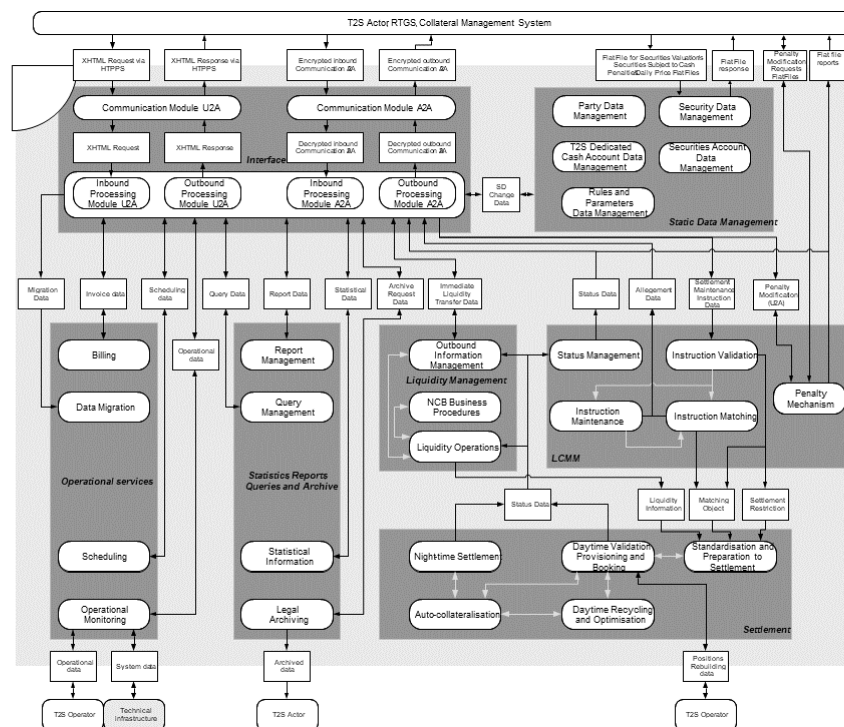 T2S Actor, RTGS, Collateral Management System
XHTML Request via
HTPPS
XHTML Response via
HTPPS
Encrypted inbound
Communication A2A
Encrypted outbound
Communication A2A
Flat File for Securities Valuations
Securities Subject to Cash
Penalties Daily Price Flat Files
Flat File
response
Penalty
Modification
Requests
Flat Files
Flat file
reports
Communication Module U2A
Communication Module A2A
Party Data
Management
Security Data
Management
XHTML Request
XHTML Response
Decrypted inbound
Communication A2A
Decrypted outbound
Communication A2A
T2S Dedicated
Cash Account Data
Management
Securities Account
Data Management
Interface
Inbound
Processing
Module U2A
Outbound
Processing
Module U2A
Inbound
Processing
Module A2A
Outbound
Processing
Module A2A
SD
Change
Data
Rules and
Parameters
Data Management
Static Data Management
Migration
Data
Invoice data
Scheduling
data
Query Data
Report Data
Statistical
Data
Archive
Request
Data
Immediate
Liquidity
Transfer Data
Status Data
Allegement
Data
Settlement
Maintenance
Instruction
Data
Penalty
Modification
(U2A)
Operational
data
Billing
Report
Management
Outbound
Information
Management
Status Management
Instruction Validation
Liquidity Management
Data Migration
Query
Management
NCB Business
Procedures
Instruction
Maintenance
Instruction Matching
Penalty
Mechanism
Liquidity Operations
LCMM
Operational services
Statistics Reports
Queries and Archive
Status Data
Liquidity
Information
Matching
Object
Settlement
Restriction
Scheduling
Statistical
Information
Nighttime Settlement
Daytime Validation
Provisioning and
Booking
Standardisation and
Preparation to
Settlement
Operational
Monitoring
Legal
Archiving
Auto-collateralisation
Daytime Recycling
and Optimisation
Settlement
Operational
data
System data
Archived
data
Positions
Rebuilding
data
T2S Operator
Technical
infrastructure
T2S Actor
T2S Operator